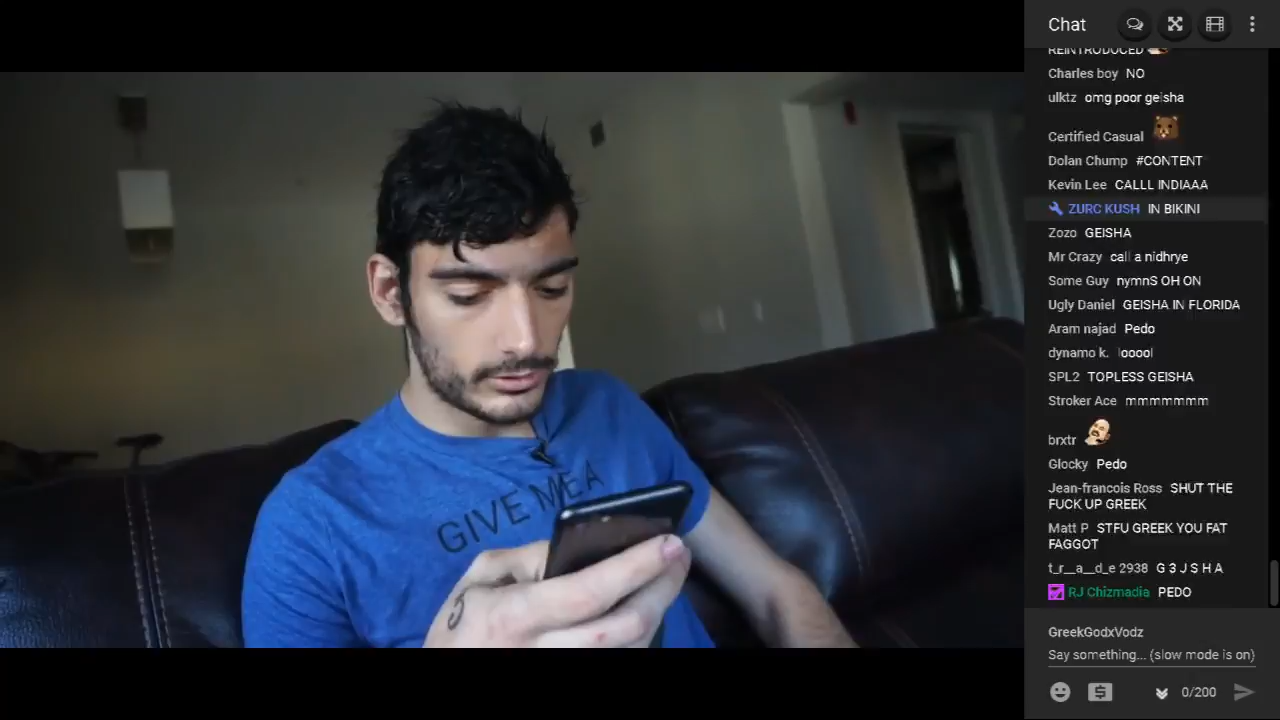 GIVE ME A
Chat
REINTRODUCED
Charles boy NO
ulktz omg poor geisha
Certified Casual
Dolan Chump #CONTENT
Kevin Lee CALLL INDIAAA
ZURC KUSH IN BIKINI
Zozo GEISHA
Mr Crazy call a nidhrye
Some Guy nymnS OH ON
Ugly Daniel GEISHA IN FLORIDA
Aram najad Pedo
dynamo k. looool
SPL2 TOPLESS GEISHA
Stroker Ace mmmmmmm
brxtr
Glocky Pedo
Jean-francois Ross SHUT THE
FUCK UP GREEK
Matt P STFU GREEK YOU FAT
FAGGOT
t_r__a__d_e 2938 G 3 J S H A
RJ Chizmadia PEDO
GreekGodxVodz
Say something... (slow mode is on)
0/200